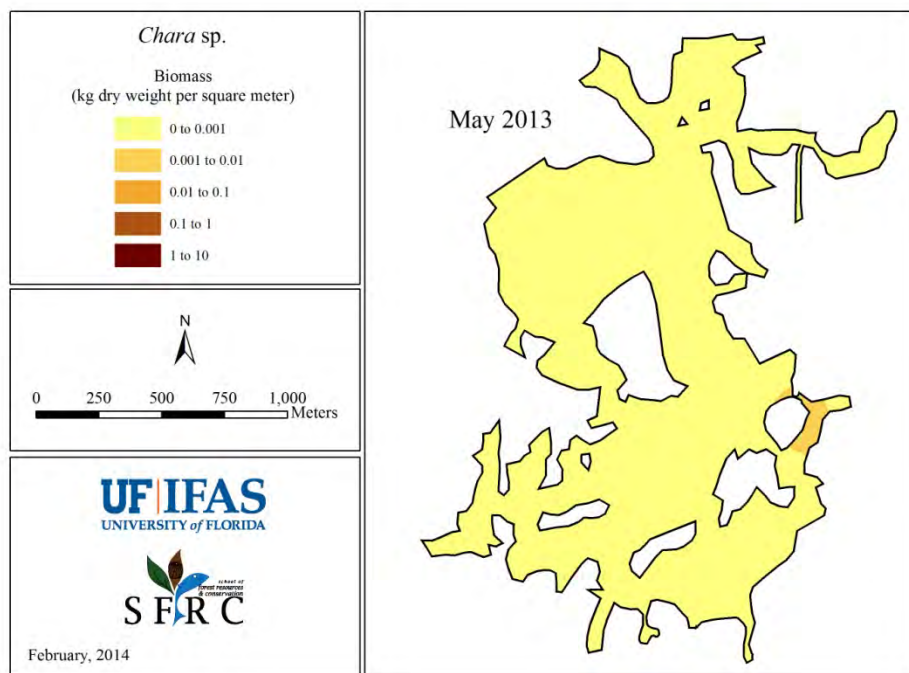 Chara sp.
Biomass
(kg dry weight per square meter)
0 to 0.001
0.001 to 0.01
0.01 to 0.1
0.1 to 1
1 to 10
N
0 250 500 750 1,000
Meters
UF|IFAS
UNIVERSITY of FLORIDA
school of
forest resources
& conservation
SFRC
February, 2014
May 2013